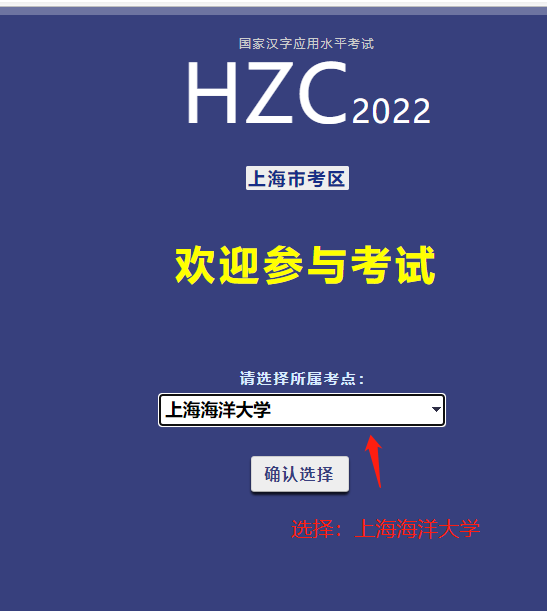 国家汉字应用水平考试
HZC2022
上海市考区
欢迎参与考试
请选择所属考点：
上海海洋大学
确认选择
选择：上海海洋大学